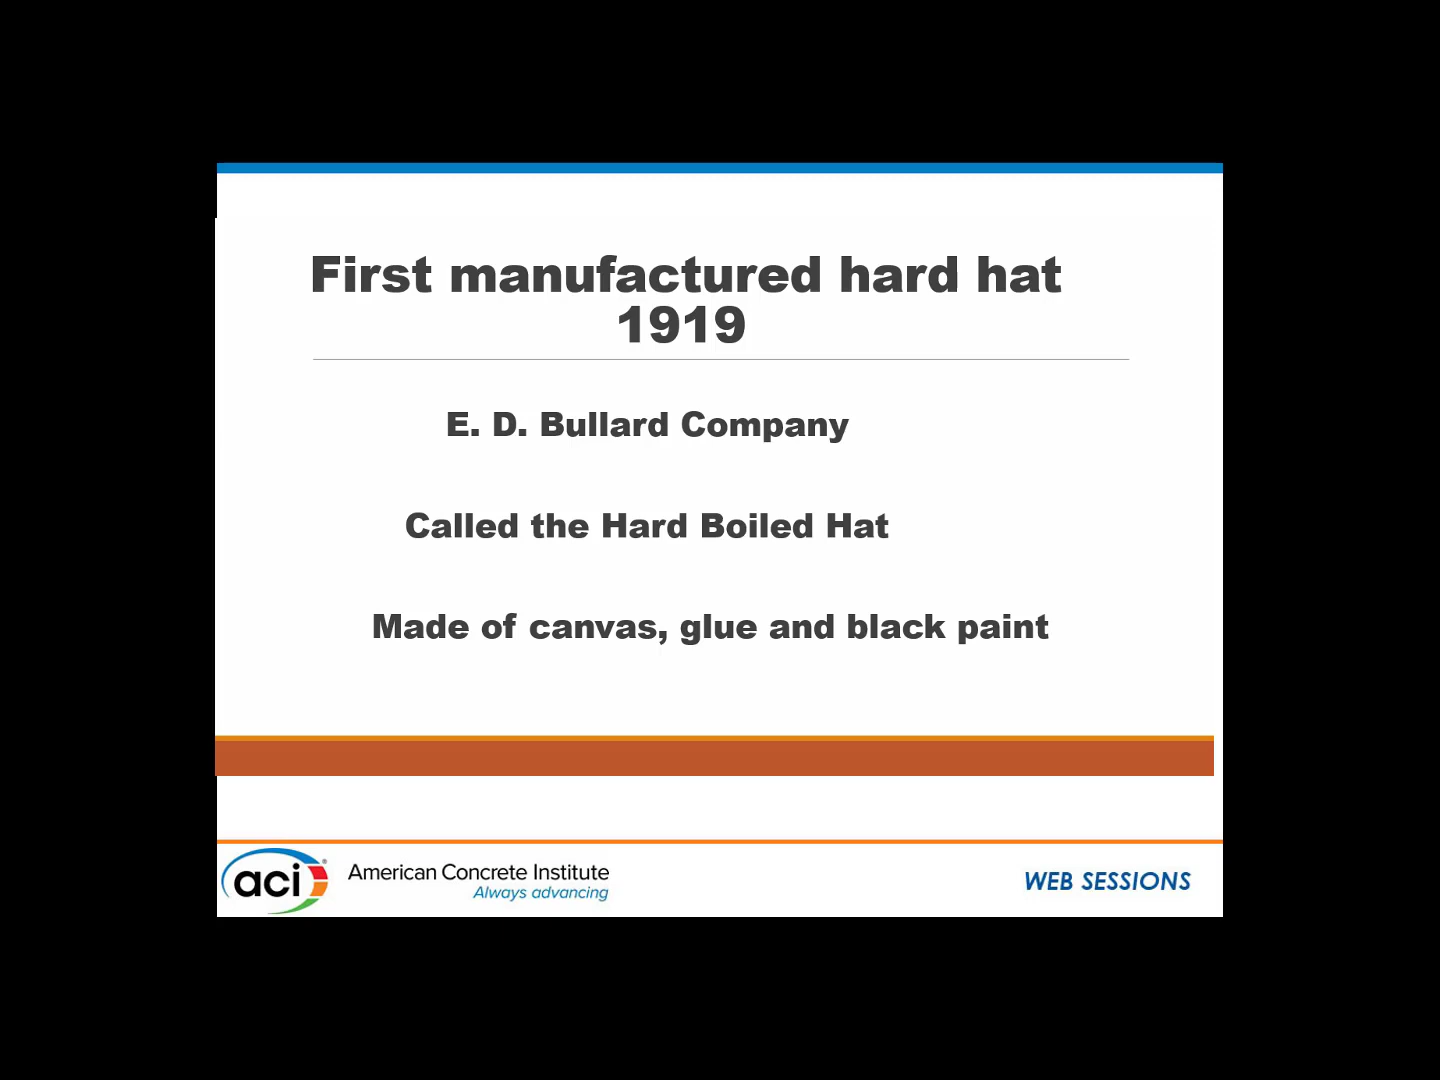 First manufactured hard hat
1919
E. D. Bullard Company
Called the Hard Boiled Hat
Made of canvas, glue and black paint
aci®
American Concrete Institute
Always advancing
WEB SESSIONS